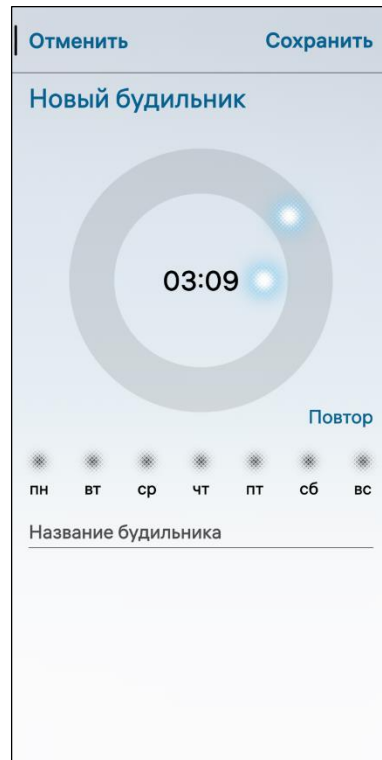 Отменить Сохранить
Новый будильник
03:09
Повтор
пн вт ср чт пт сб вс
Название будильника